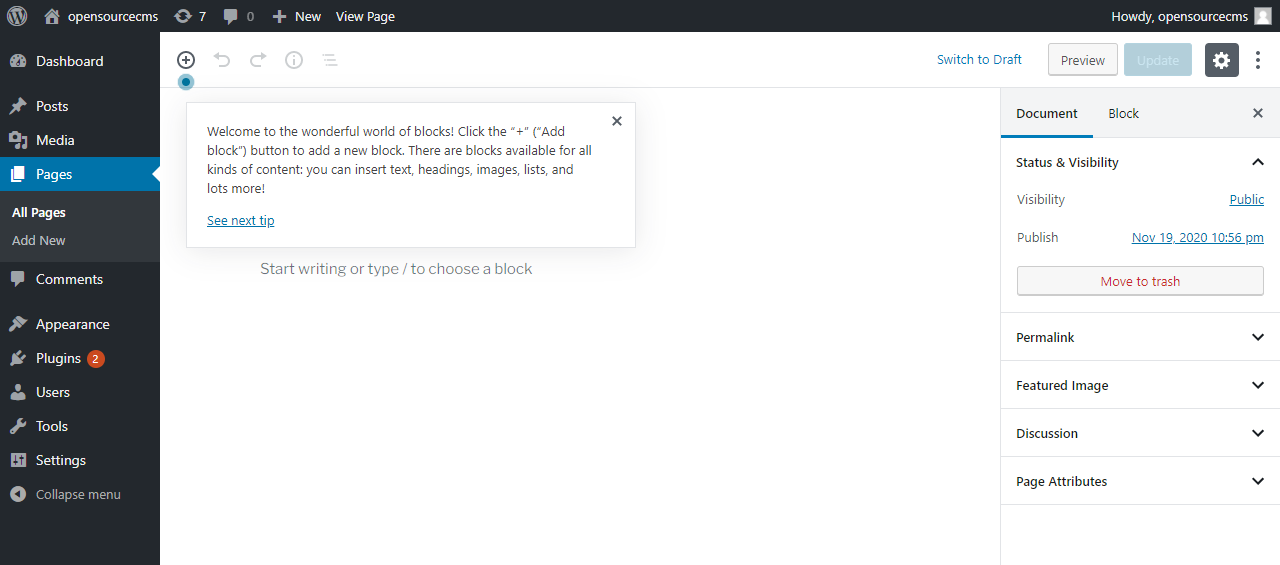 opensourcecms 7 0 New View Page Howdy, opensourcecms
Dashboard
Posts
Media
Pages
All Pages
Add New
Comments
Appearance
Plugins 2
Users
Tools
Settings
Collapse menu
Switch to Draft Preview Update
Welcome to the wonderful world of blocks! Click the “+” (“Add
block”) button to add a new block. There are blocks available for all
kinds of content: you can insert text, headings, images, lists, and
lots more!
See next tip
Start writing or type / to choose a block
Document Block
Status & Visibility
Visibility Public
Publish Nov 19, 2020 10:56 pm
Move to trash
Permalink
Featured Image
Discussion
Page Attributes